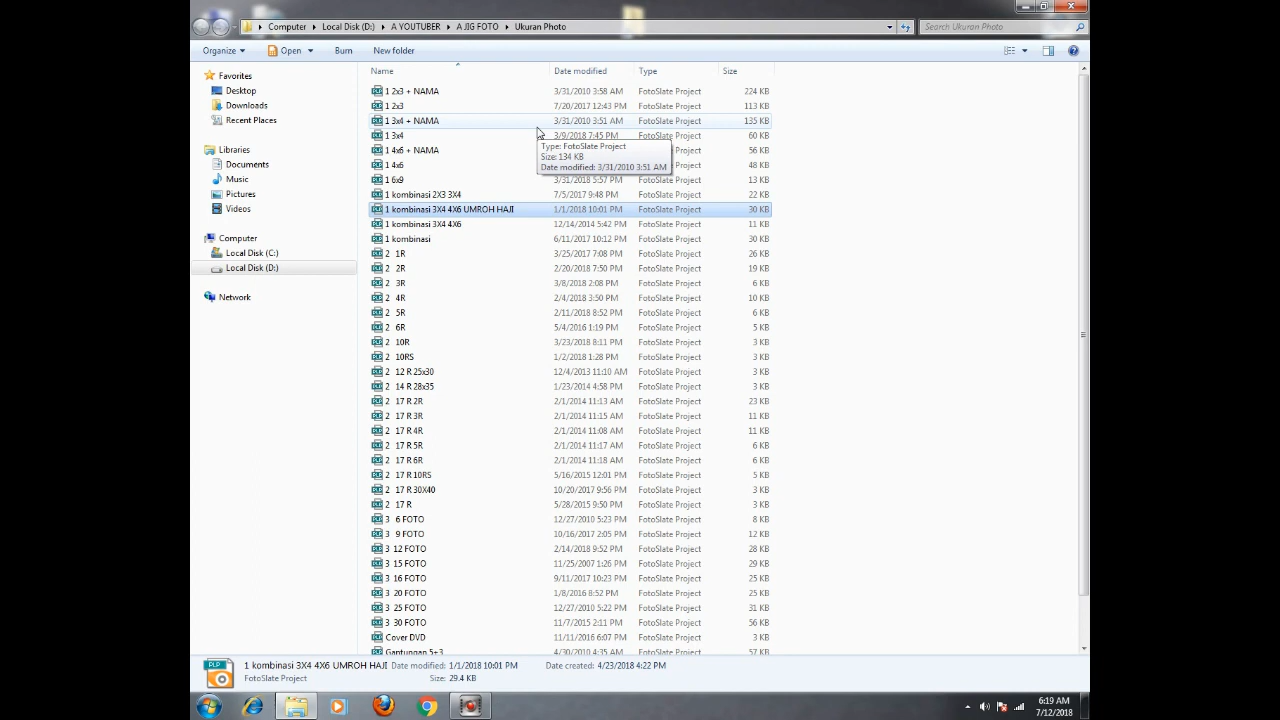 Computer ▸ Local Disk (D:) ▸ A YOUTUBER ▸ A JIG FOTO ▸ Ukuran Photo
Search Ukuran Photo
Organize Open Burn New folder
Name Date modified Type Size
Favorites
Desktop
Downloads
Recent Places
Libraries
Documents
Music
Pictures
Videos
Computer
Local Disk (C:)
Local Disk (D:)
Network
1 2x3 + NAMA 3/31/2010 3:58 AM FotoSlate Project 224 KB
1 2x3 7/20/2017 12:43 PM FotoSlate Project 113 KB
1 3x4 + NAMA 3/31/2010 3:51 AM FotoSlate Project 135 KB
1 3x4 3/9/2018 7:45 PM FotoSlate Project 60 KB
1 4x6 + NAMA 56 KB
1 4x6 48 KB
1 6x9 3/31/2018 5:57 PM FotoSlate Project 13 KB
Type: FotoSlate Project
Size: 134 KB
Date modified: 3/31/2010 3:51 AM
1 kombinasi 2X3 3X4 7/5/2017 9:48 PM FotoSlate Project 22 KB
1 kombinasi 3X4 4X6 UMROH HAJI 1/1/2018 10:01 PM FotoSlate Project 30 KB
1 kombinasi 3X4 4X6 12/14/2014 5:42 PM FotoSlate Project 11 KB
1 kombinasi 6/11/2017 10:12 PM FotoSlate Project 30 KB
2 1R 3/25/2017 7:08 PM FotoSlate Project 26 KB
2 2R 2/20/2018 7:50 PM FotoSlate Project 19 KB
2 3R 3/8/2018 2:08 PM FotoSlate Project 6 KB
2 4R 2/4/2018 3:50 PM FotoSlate Project 10 KB
2 5R 2/11/2018 8:52 PM FotoSlate Project 6 KB
2 6R 5/4/2016 1:19 PM FotoSlate Project 5 KB
2 10R 3/23/2018 8:11 PM FotoSlate Project 3 KB
2 10RS 1/2/2018 1:28 PM FotoSlate Project 3 KB
2 12 R 25x30 12/4/2013 11:10 AM FotoSlate Project 3 KB
2 14 R 28x35 1/23/2014 4:58 PM FotoSlate Project 3 KB
2 17 R 2R 2/1/2014 11:13 AM FotoSlate Project 23 KB
2 17 R 3R 2/1/2014 11:15 AM FotoSlate Project 11 KB
2 17 R 4R 2/1/2014 11:08 AM FotoSlate Project 11 KB
2 17 R 5R 2/1/2014 11:17 AM FotoSlate Project 6 KB
2 17 R 6R 2/1/2014 11:18 AM FotoSlate Project 6 KB
2 17 R 10RS 5/16/2015 12:01 PM FotoSlate Project 5 KB
2 17 R 30X40 10/20/2017 9:56 PM FotoSlate Project 3 KB
2 17 R 5/28/2015 9:50 PM FotoSlate Project 3 KB
3 6 FOTO 12/27/2010 5:23 PM FotoSlate Project 8 KB
3 9 FOTO 10/16/2017 2:05 PM FotoSlate Project 12 KB
3 12 FOTO 2/14/2018 9:52 PM FotoSlate Project 28 KB
3 15 FOTO 11/25/2007 1:26 PM FotoSlate Project 29 KB
3 16 FOTO 9/11/2017 10:23 PM FotoSlate Project 25 KB
3 20 FOTO 1/8/2016 8:52 PM FotoSlate Project 25 KB
3 25 FOTO 12/27/2010 5:22 PM FotoSlate Project 31 KB
3 30 FOTO 11/7/2015 2:11 PM FotoSlate Project 56 KB
Cover DVD 11/11/2016 6:07 PM FotoSlate Project 3 KB
Gantungan 5+3 4/30/2010 4:35 AM FotoSlate Project 57 KB
1 kombinasi 3X4 4X6 UMROH HAJI Date modified: 1/1/2018 10:01 PM Date created: 4/23/2018 4:22 PM
FotoSlate Project Size: 29.4 KB
6:19 AM
7/12/2018